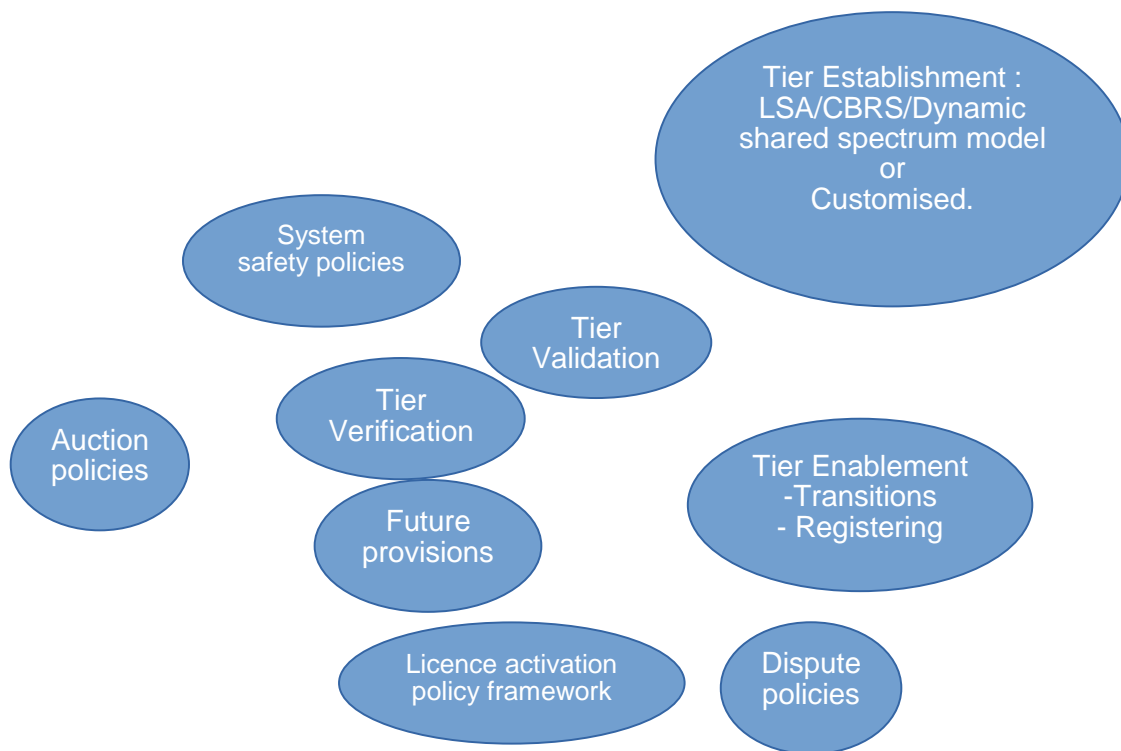 Tier Establishment :
LSA/CBRS/Dynamic
shared spectrum model
or
Customised.
System
safety policies
Tier
Validation
Tier
Verification
Auction
policies
Tier Enablement
-Transitions
- Registering
Future
provisions
Licence activation
policy framework
Dispute
policies